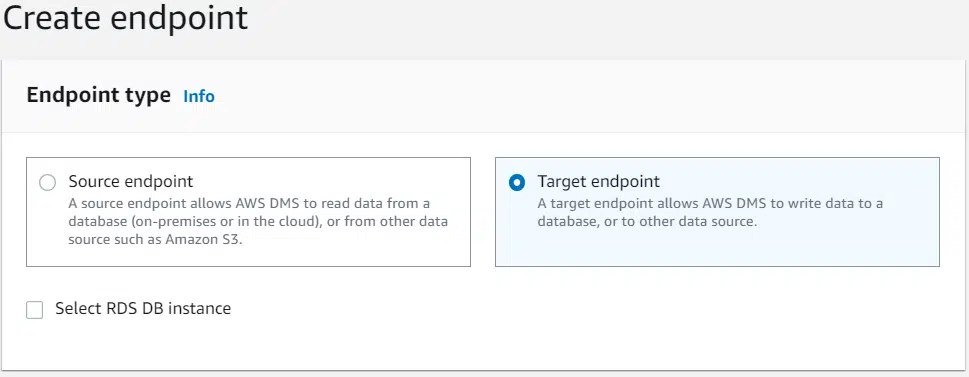 Create endpoint
Endpoint type Info
Source endpoint
A source endpoint allows AWS DMS to read data from a
database (on-premises or in the cloud), or from other data
source such as Amazon S3.
Target endpoint
A target endpoint allows AWS DMS to write data to a
database, or to other data source.
Select RDS DB instance